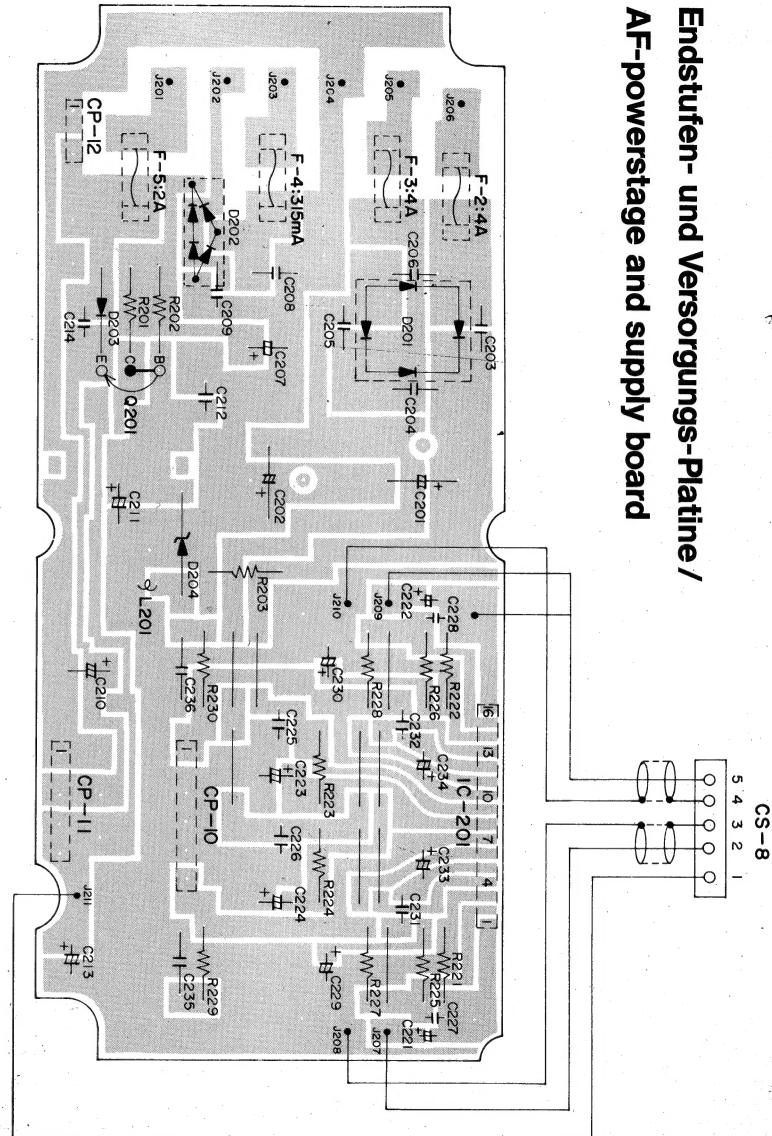 Endstufen- und Versorgungs-Platine /
AF-powerstage and supply board
CS-8
5 4 3 2 1
J206
J205
J204
J203
J202
J201
CP-12
F-2:4A
F-3:4A
F-4:315mA
F-5:2A
D202
C206
C203
D201
C205
C204
C208
C209
C207
R202
R201
D203
C214
B
C
E
Q201
C212
C201
C202
C211
D204
L201
R203
J210
J209
C222
C228
R222
R226
R228
C230
R230
C236
C210
16
13
10
7
4
1
IC-201
C232
C234
C225
C223
R223
C226
R224
C224
C233
C231
CP-10
1
CP-11
1
J211
C213
R221
R225
C227
C221
R227
C229
R229
C235
J208
J207